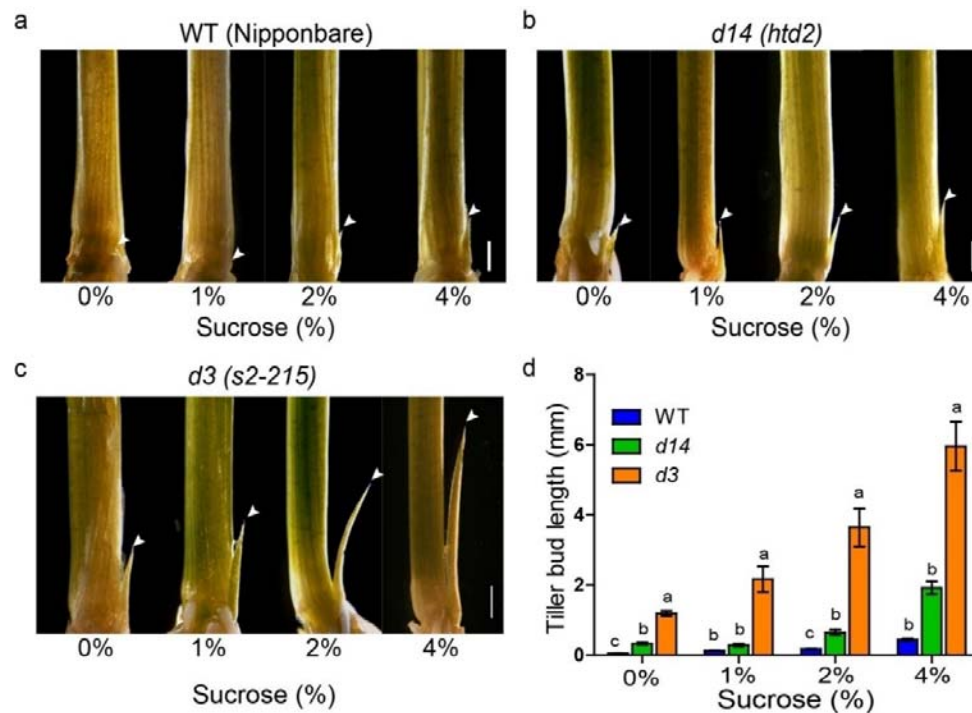 a
WT (Nipponbare)
0% 1% 2% 4%
Sucrose (%)
b
d14 (htd2)
0% 1% 2% 4%
Sucrose (%)
c
d3 (s2-215)
0% 1% 2% 4%
Sucrose (%)
d
Tiller bud length (mm)
8
6
4
2
0
WT
d14
d3
c b a
b b a
c b a
b b a
0% 1% 2% 4%
Sucrose (%)